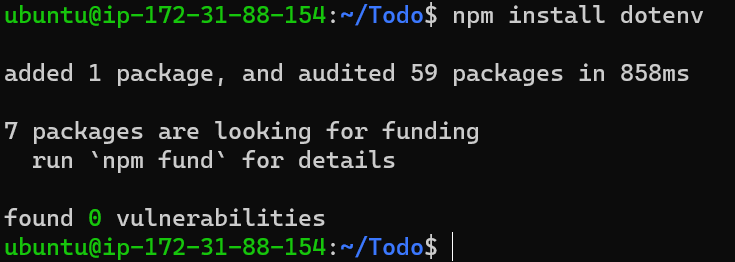 ubuntu@ip-172-31-88-154:~/Todo$ npm install dotenv
added 1 package, and audited 59 packages in 858ms
7 packages are looking for funding
  run `npm fund` for details
found 0 vulnerabilities
ubuntu@ip-172-31-88-154:~/Todo$